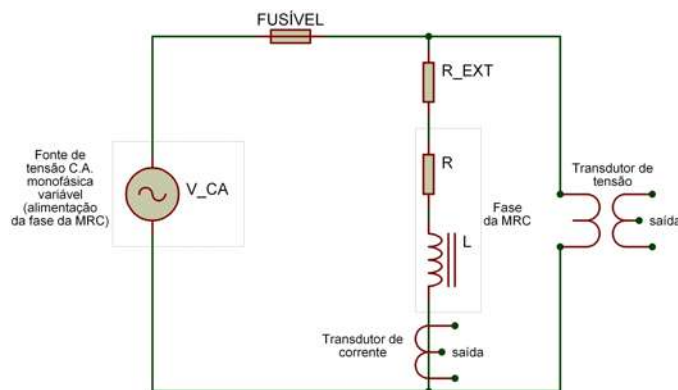 FUSÍVEL
R_EXT
Fonte de
tensão C.A.
monofásica
variável
(alimentação
da fase da MRC)
V_CA
R
L
Fase
da MRC
Transdutor de
tensão
saída
Transdutor de
corrente
saída